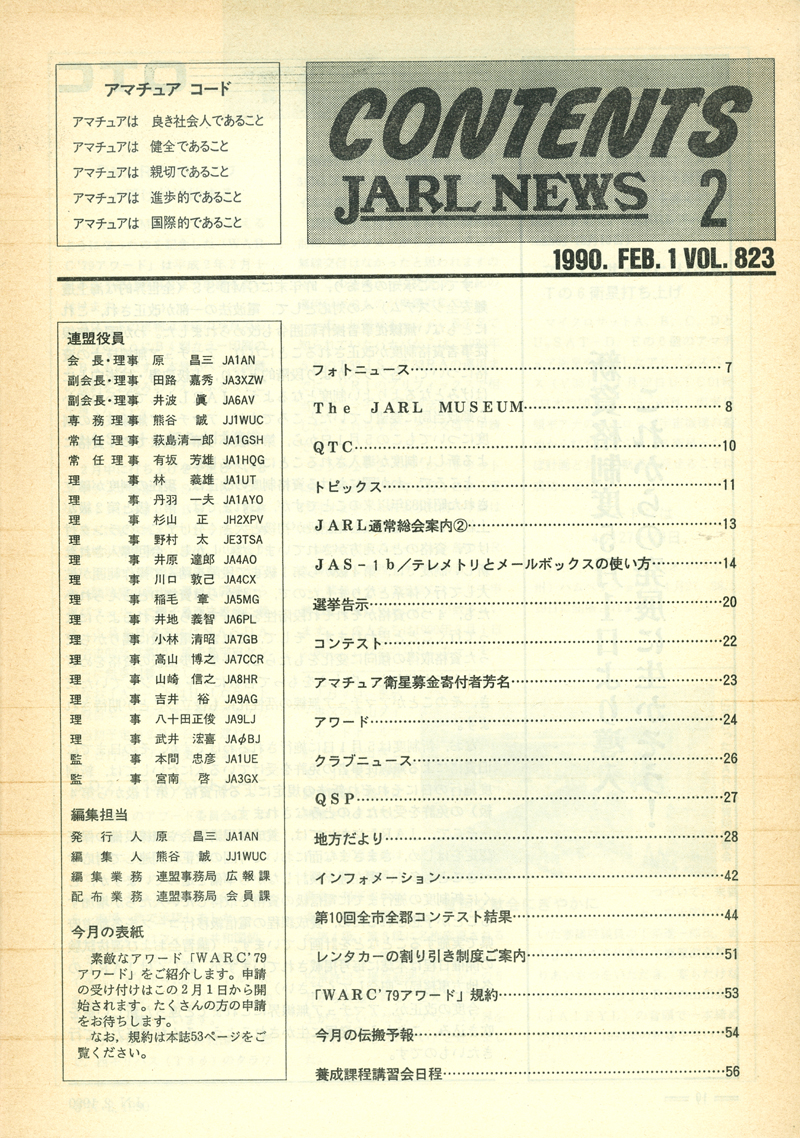 アマチュア コード
アマチュアは 良き社会人であること
アマチュアは 健全であること
アマチュアは 親切であること
アマチュアは 進歩的であること
アマチュアは 国際的であること
CONTENTS
JARL NEWS 2
1990. FEB. 1 VOL. 823
連盟役員
会長・理事 原 昌三 JA1AN
副会長・理事 田路 嘉秀 JA3XZW
副会長・理事 井波 眞 JA6AV
専務理事 熊谷 誠 JJ1WUC
常任理事 萩島清一郎 JA1GSH
常任理事 有坂 芳雄 JA1HQG
理事 林 義雄 JA1UT
理事 丹羽 一夫 JA1AYO
理事 杉山 正 JH2XPV
理事 野村 太 JE3TSA
理事 井原 達郎 JA4AO
理事 川口 敦己 JA4CX
理事 稲毛 章 JA5MG
理事 井地 義智 JA6PL
理事 小林 清昭 JA7GB
理事 高山 博之 JA7CCR
理事 山崎 信之 JA8HR
理事 吉井 裕 JA9AG
理事 八十田正俊 JA9LJ
理事 武井 浤喜 JAφBJ
監事 本間 忠彦 JA1UE
監事 宮南 啓 JA3GX
編集担当
発行人 原 昌三 JA1AN
編集人 熊谷 誠 JJ1WUC
編集業務 連盟事務局 広報課
配布業務 連盟事務局 会員課
今月の表紙
素敵なアワード「WARC'79
アワード」をご紹介します。申請
の受け付けはこの2月1日から開
始されます。たくさんの方の申請
をお待ちします。
なお，規約は本誌53ページをご
覧ください。
フォトニュース……7
The JARL MUSEUM……8
QTC……10
トピックス……11
JARL通常総会案内②……13
JAS-1b／テレメトリとメールボックスの使い方……14
選挙告示……20
コンテスト……22
アマチュア衛星募金寄付者芳名……23
アワード……24
クラブニュース……26
QSP……27
地方だより……28
インフォメーション……42
第10回全市全郡コンテスト結果……44
レンタカーの割り引き制度ご案内……51
「WARC'79アワード」規約……53
今月の伝搬予報……54
養成課程講習会日程……56